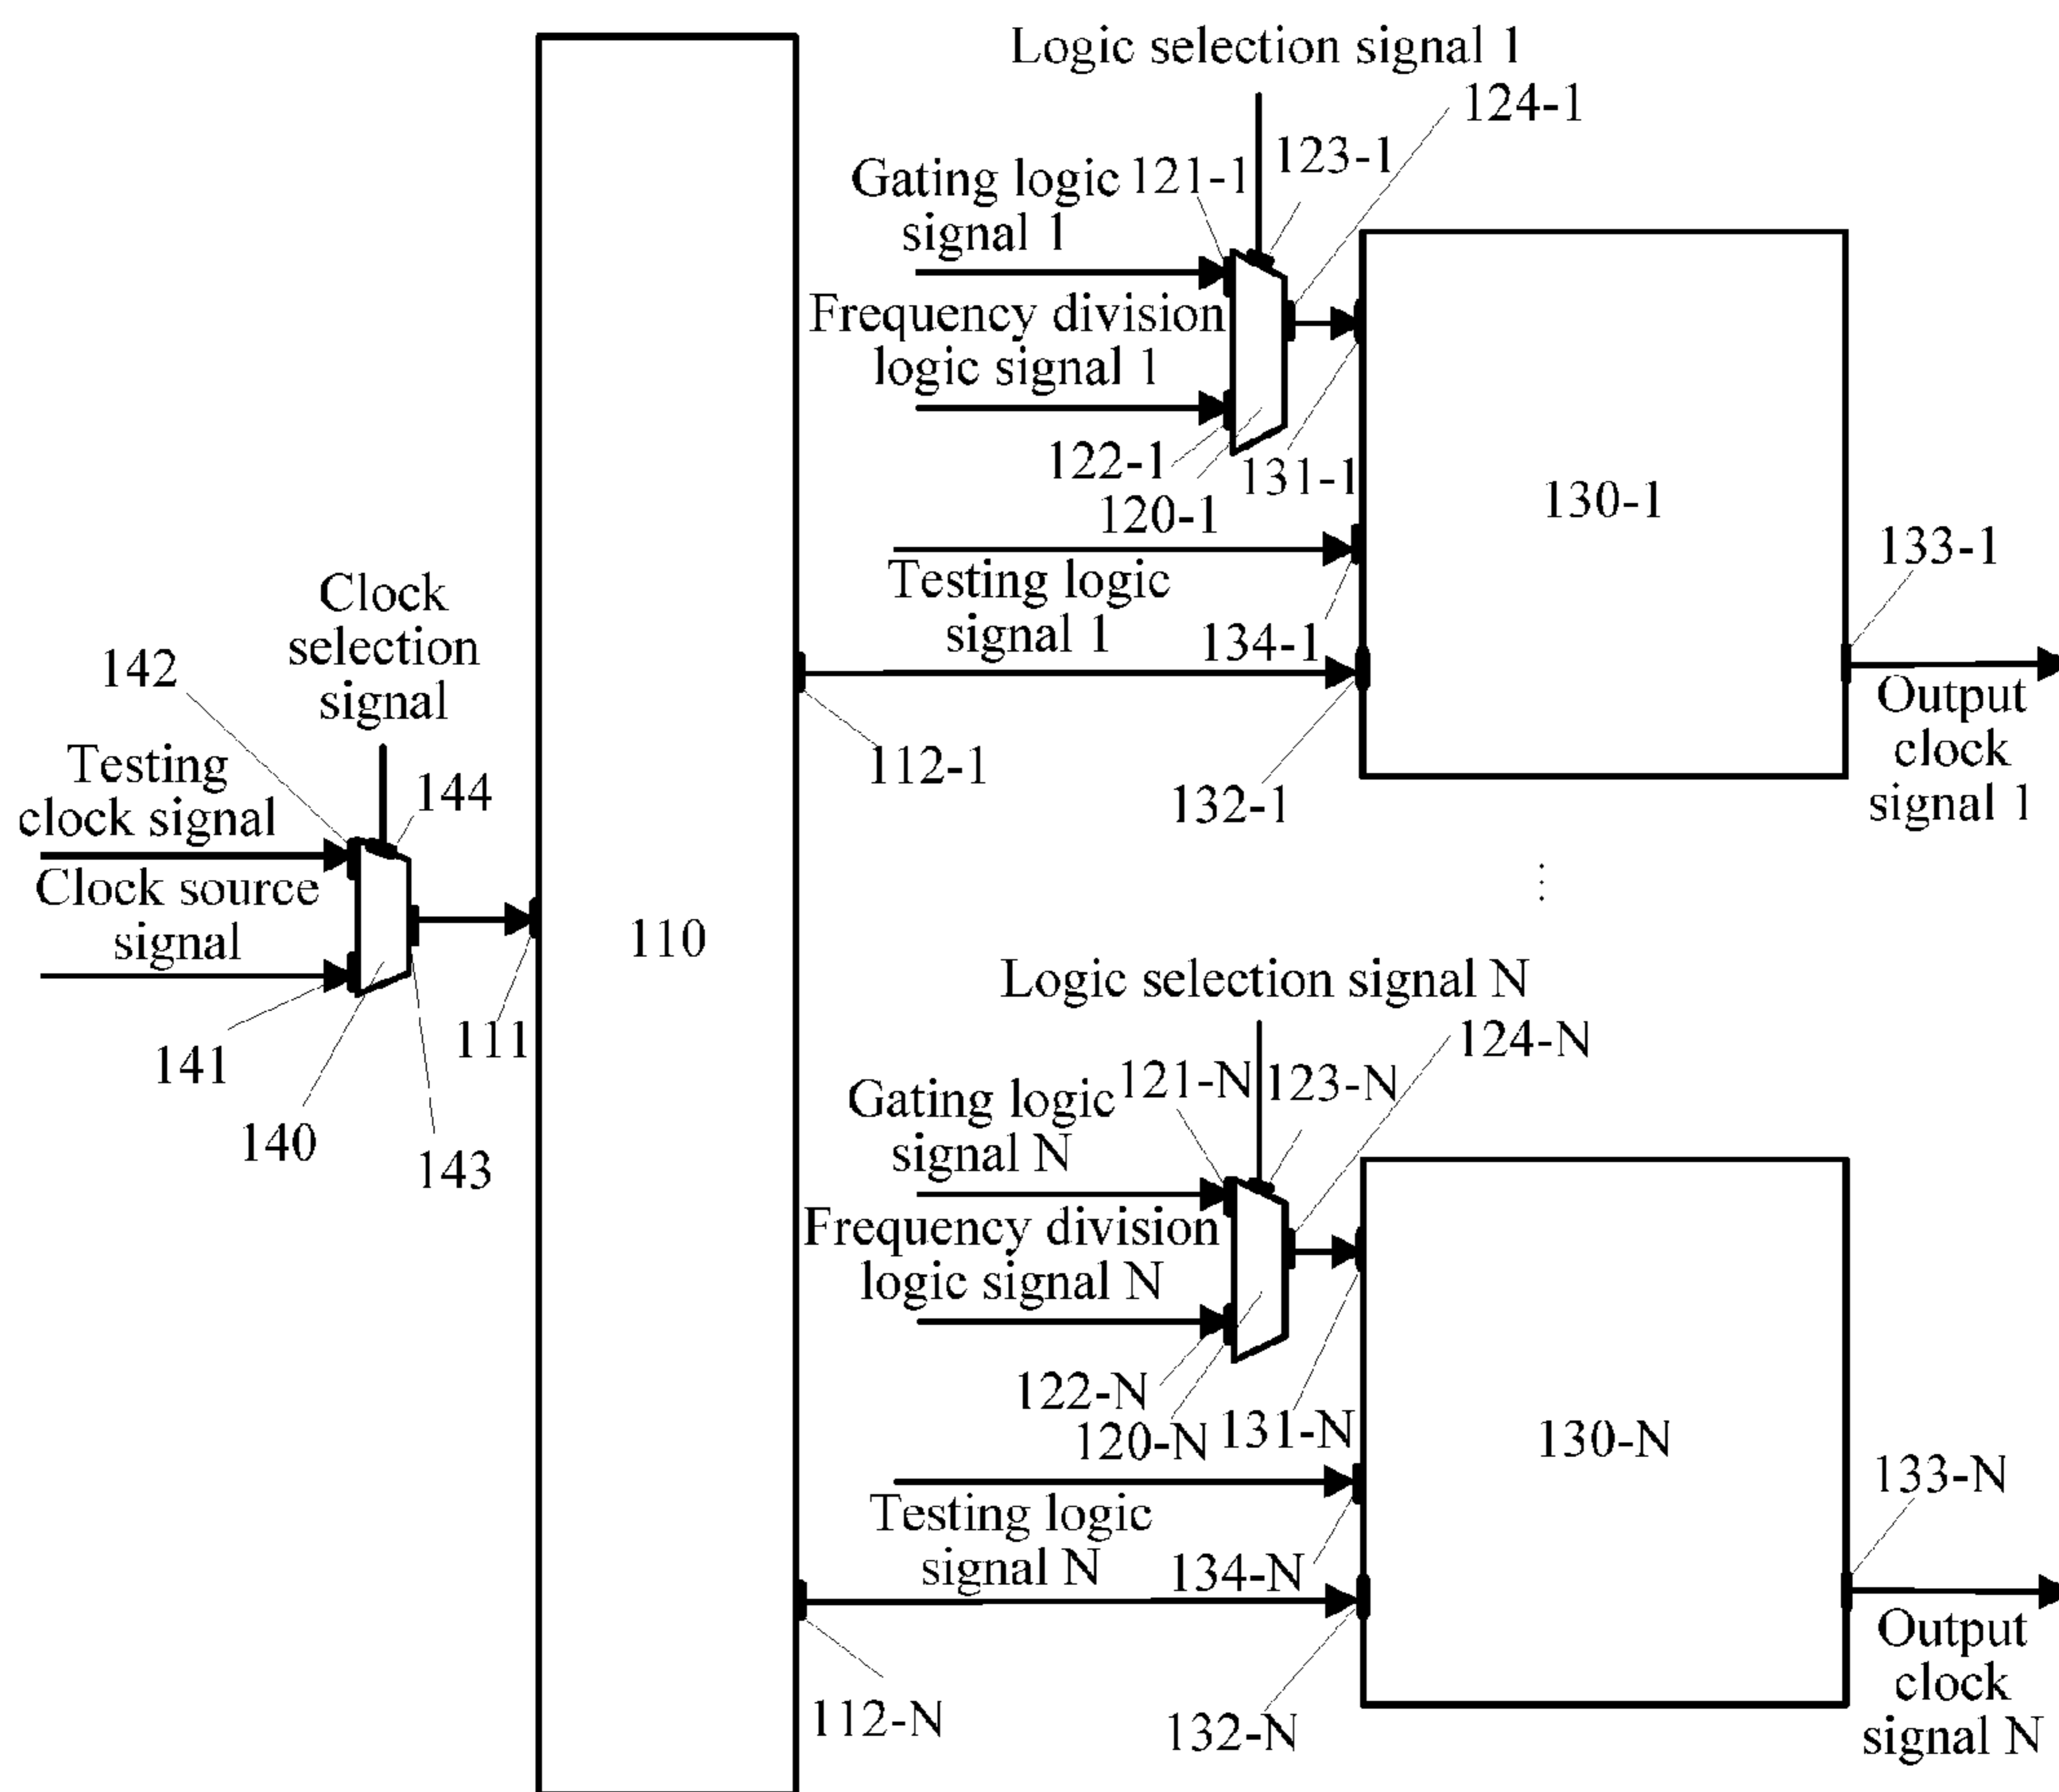 Logic selection signal 1
124-1
123-1
Gating logic
signal 1
121-1
Frequency division
logic signal 1
122-1
120-1
131-1
130-1
133-1
Testing logic
signal 1
134-1
Output
clock
signal 1
112-1
132-1
Clock
selection
signal
142
144
Testing
clock signal
Clock source
signal
141
140
143
111
110
⋮
Logic selection signal N
124-N
123-N
Gating logic
signal N
121-N
Frequency division
logic signal N
122-N
120-N
131-N
130-N
133-N
Testing logic
signal N
134-N
Output
clock
signal N
112-N
132-N